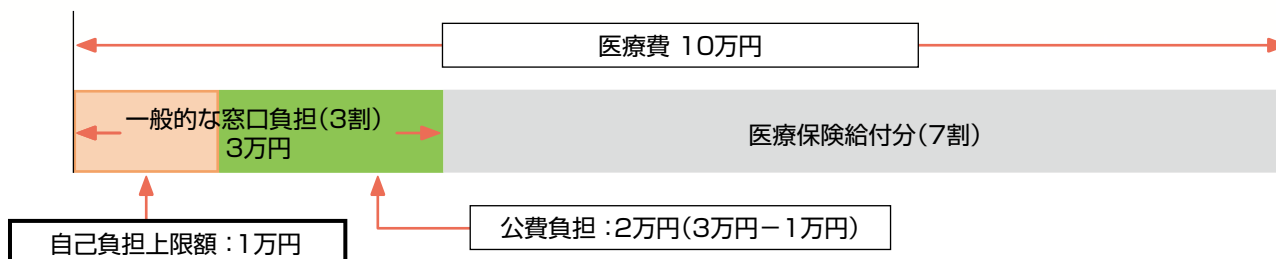 医療費 10万円
一般的な窓口負担(3割)
3万円
医療保険給付分(7割)
公費負担:2万円(3万円-1万円)
自己負担上限額:1万円